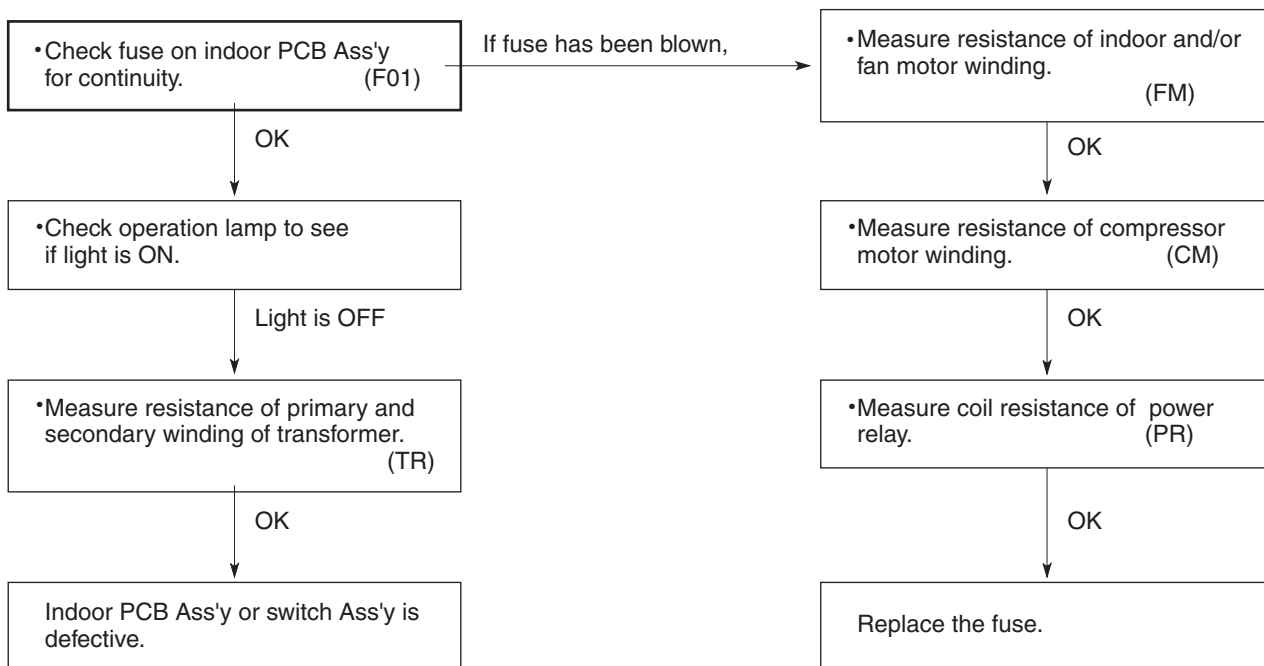 •Check fuse on indoor PCB Ass'y
for continuity. (F01)
If fuse has been blown,
•Measure resistance of indoor and/or
fan motor winding.
(FM)
OK
OK
•Check operation lamp to see
if light is ON.
•Measure resistance of compressor
motor winding. (CM)
Light is OFF
OK
•Measure resistance of primary and
secondary winding of transformer.
(TR)
•Measure coil resistance of power
relay. (PR)
OK
OK
Indoor PCB Ass'y or switch Ass'y is
defective.
Replace the fuse.